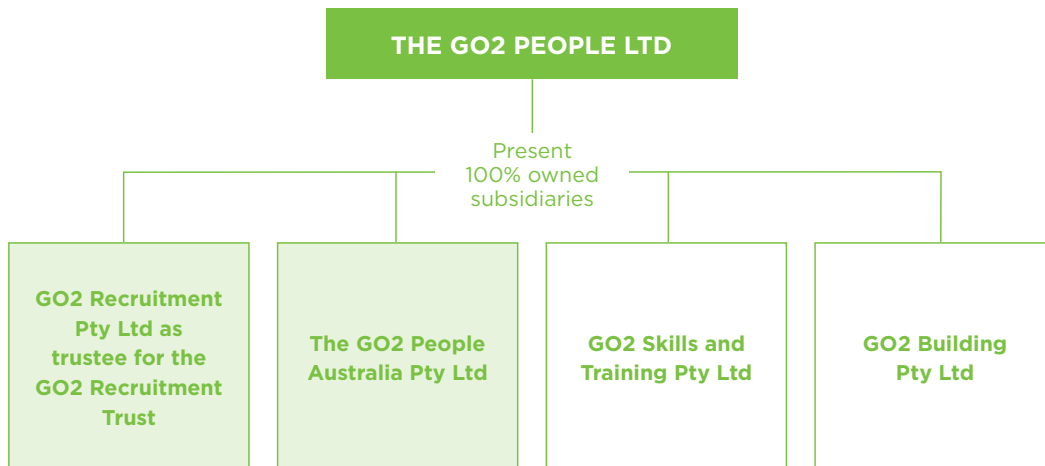 THE GO2 PEOPLE LTD
Present
100% owned
subsidiaries
GO2 Recruitment
Pty Ltd as
trustee for the
GO2 Recruitment
Trust
The GO2 People
Australia Pty Ltd
GO2 Skills and
Training Pty Ltd
GO2 Building
Pty Ltd